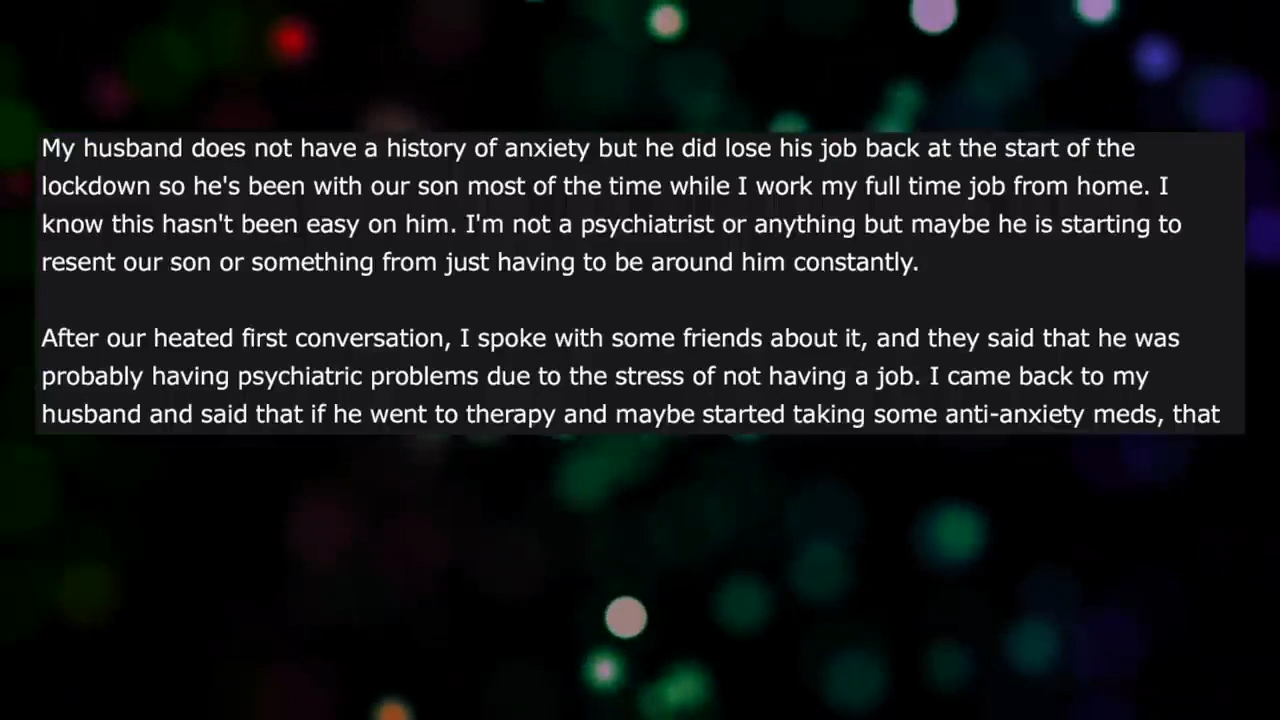 My husband does not have a history of anxiety but he did lose his job back at the start of the
lockdown so he's been with our son most of the time while I work my full time job from home. I
know this hasn't been easy on him. I'm not a psychiatrist or anything but maybe he is starting to
resent our son or something from just having to be around him constantly.
After our heated first conversation, I spoke with some friends about it, and they said that he was
probably having psychiatric problems due to the stress of not having a job. I came back to my
husband and said that if he went to therapy and maybe started taking some anti-anxiety meds, that